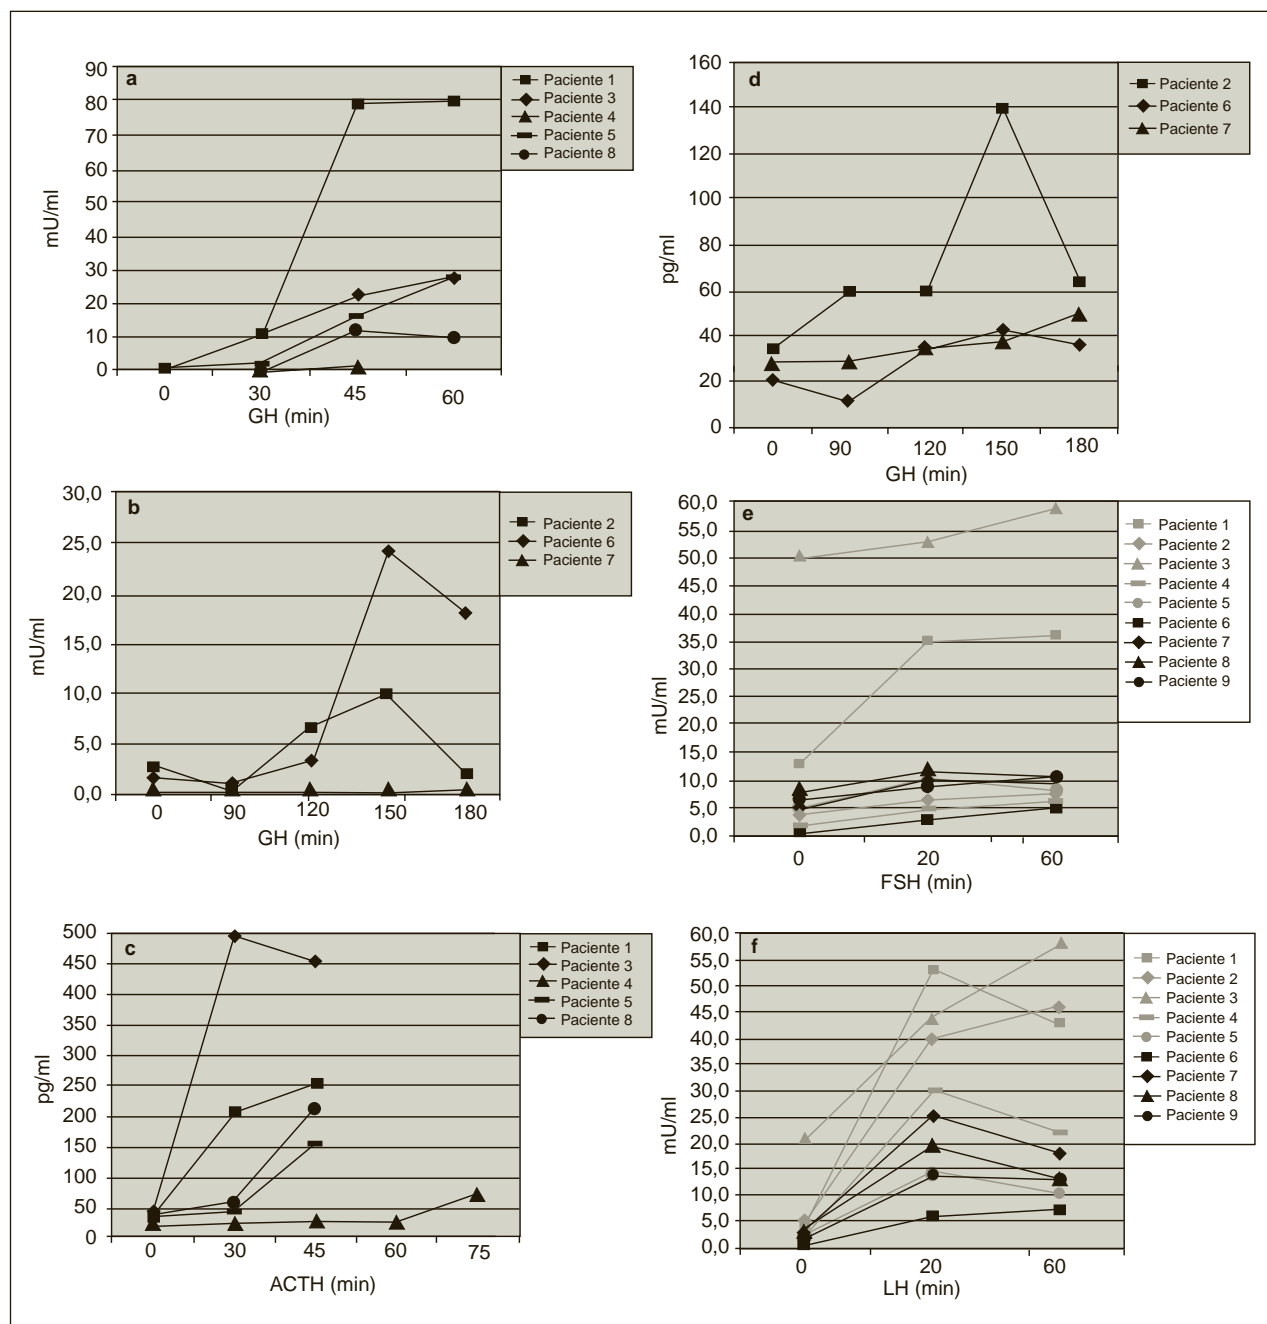 a
90
80
70
60
50
40
30
20
10
0
mU/ml
0 30 45 60
GH (min)
Paciente 1
Paciente 3
Paciente 4
Paciente 5
Paciente 8
d
160
140
120
100
80
60
40
20
0
pg/ml
0 90 120 150 180
GH (min)
Paciente 2
Paciente 6
Paciente 7
b
30,0
25,0
20,0
15,0
10,0
5,0
0,0
mU/ml
0 90 120 150 180
GH (min)
Paciente 2
Paciente 6
Paciente 7
e
60,0
55,0
50,0
45,0
40,0
35,0
30,0
25,0
20,0
15,0
10,0
5,0
0,0
mU/ml
0 20 60
FSH (min)
Paciente 1
Paciente 2
Paciente 3
Paciente 4
Paciente 5
Paciente 6
Paciente 7
Paciente 8
Paciente 9
c
500
450
400
350
300
250
200
150
100
50
0
pg/ml
0 30 45 60 75
ACTH (min)
Paciente 1
Paciente 3
Paciente 4
Paciente 5
Paciente 8
f
60,0
55,0
50,0
45,0
40,0
35,0
30,0
25,0
20,0
15,0
10,0
5,0
0,0
mU/ml
0 20 60
LH (min)
Paciente 1
Paciente 2
Paciente 3
Paciente 4
Paciente 5
Paciente 6
Paciente 7
Paciente 8
Paciente 9